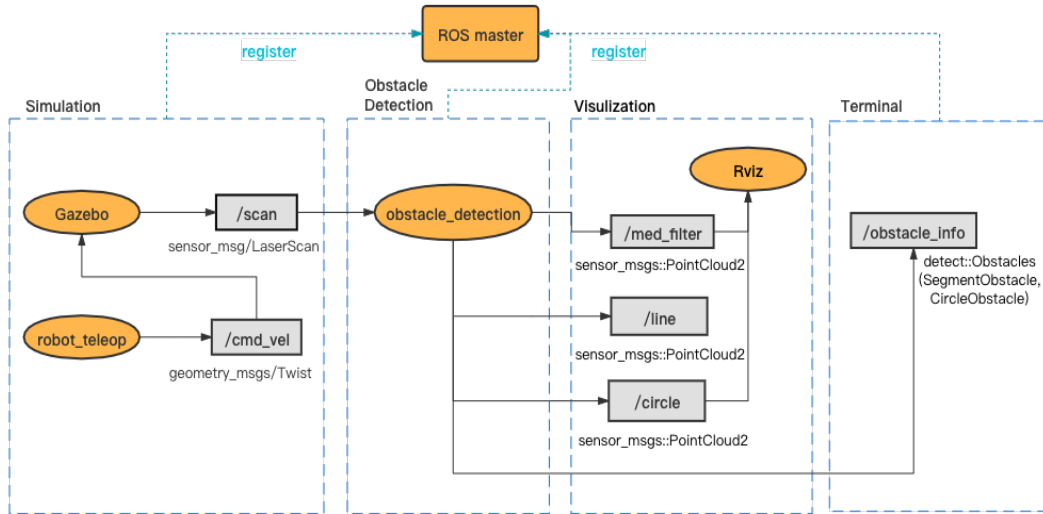 ROS master
register
register
Obstacle
Detection
Simulation
Visulization
Terminal
Rviz
Gazebo
/scan
obstacle_detection
/med_filter
/obstacle_info
sensor_msg/LaserScan
sensor_msgs::PointCloud2
detect::Obstacles
(SegmentObstacle,
CircleObstacle)
/line
robot_teleop
/cmd_vel
sensor_msgs::PointCloud2
geometry_msgs/Twist
/circle
sensor_msgs::PointCloud2